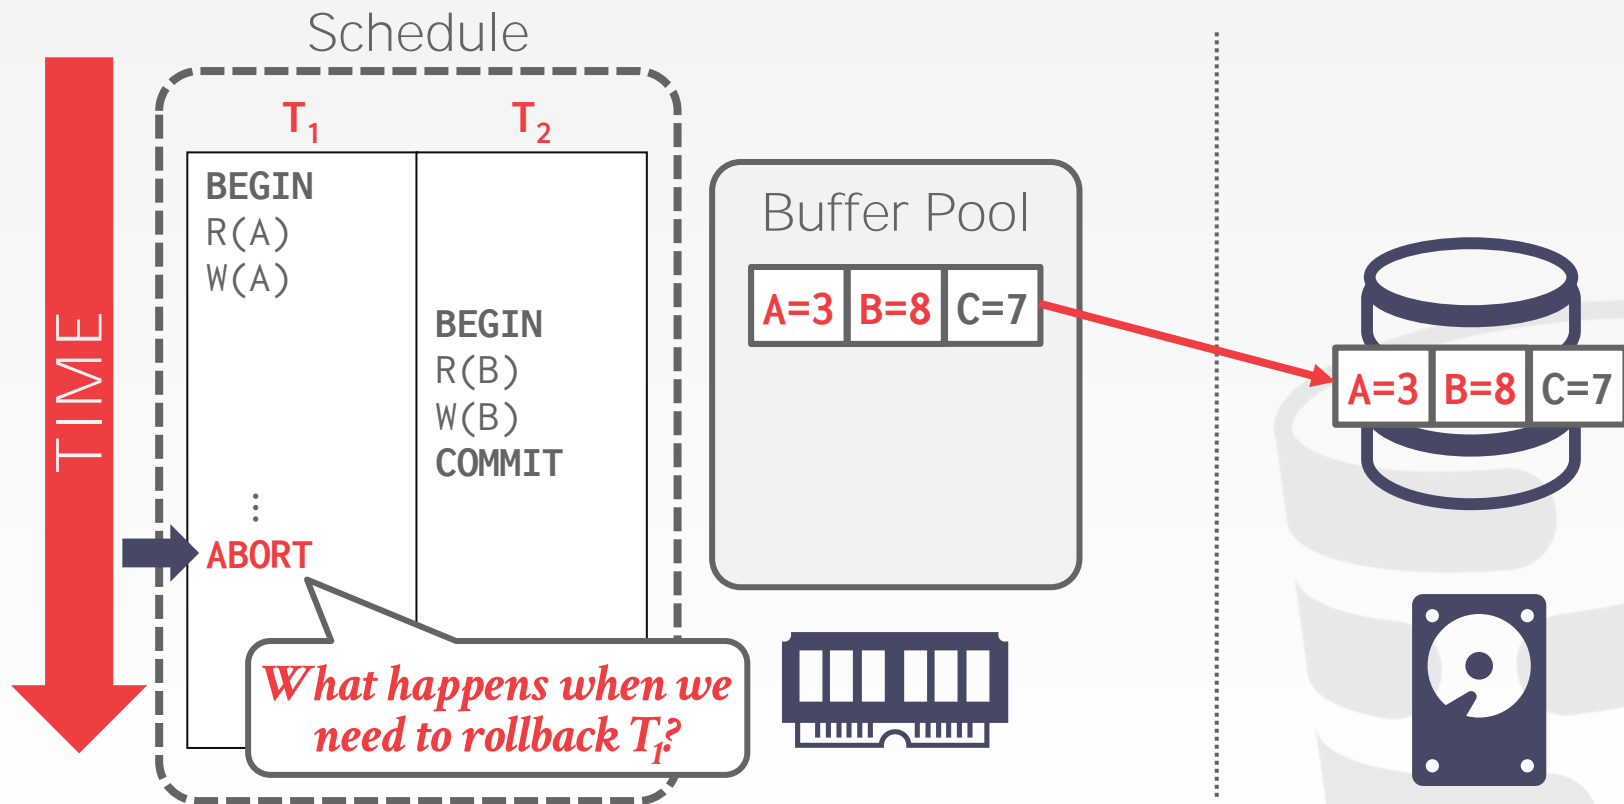 Schedule
TIME
T1
T2
BEGIN
R(A)
W(A)
BEGIN
R(B)
W(B)
COMMIT
⋮
ABORT
What happens when we
need to rollback T1?
Buffer Pool
A=3 B=8 C=7
A=3 B=8 C=7